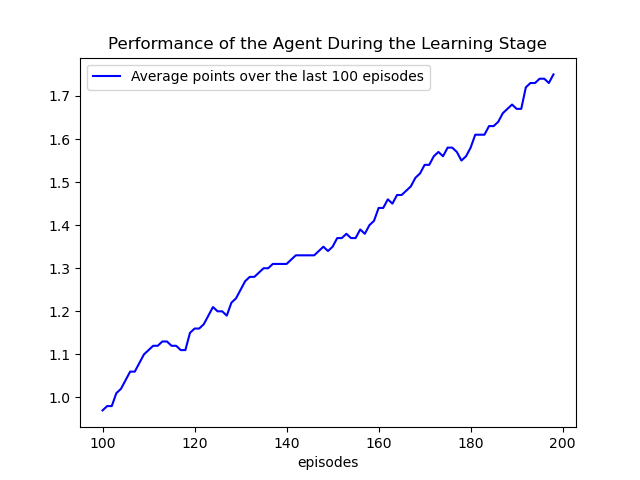 Performance of the Agent During the Learning Stage
Average points over the last 100 episodes
1.7
1.6
1.5
1.4
1.3
1.2
1.1
1.0
100 120 140 160 180 200
episodes